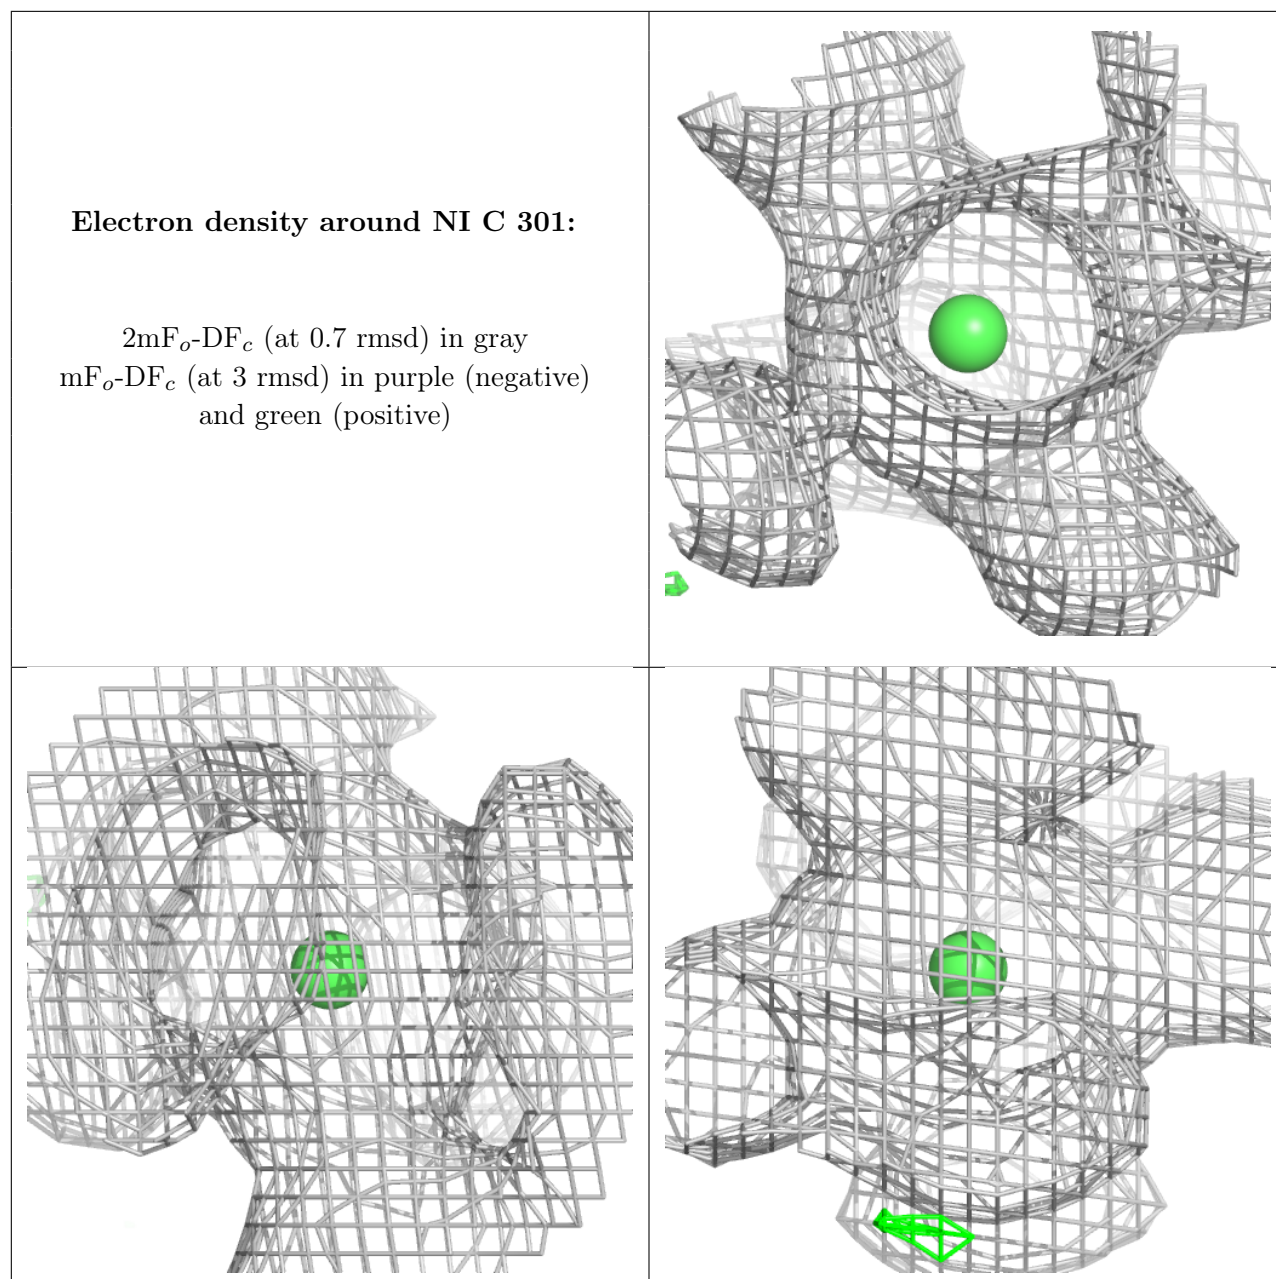 Electron density around NI C 301:
2mFo-DFc (at 0.7 rmsd) in gray
mFo-DFc (at 3 rmsd) in purple (negative)
and green (positive)